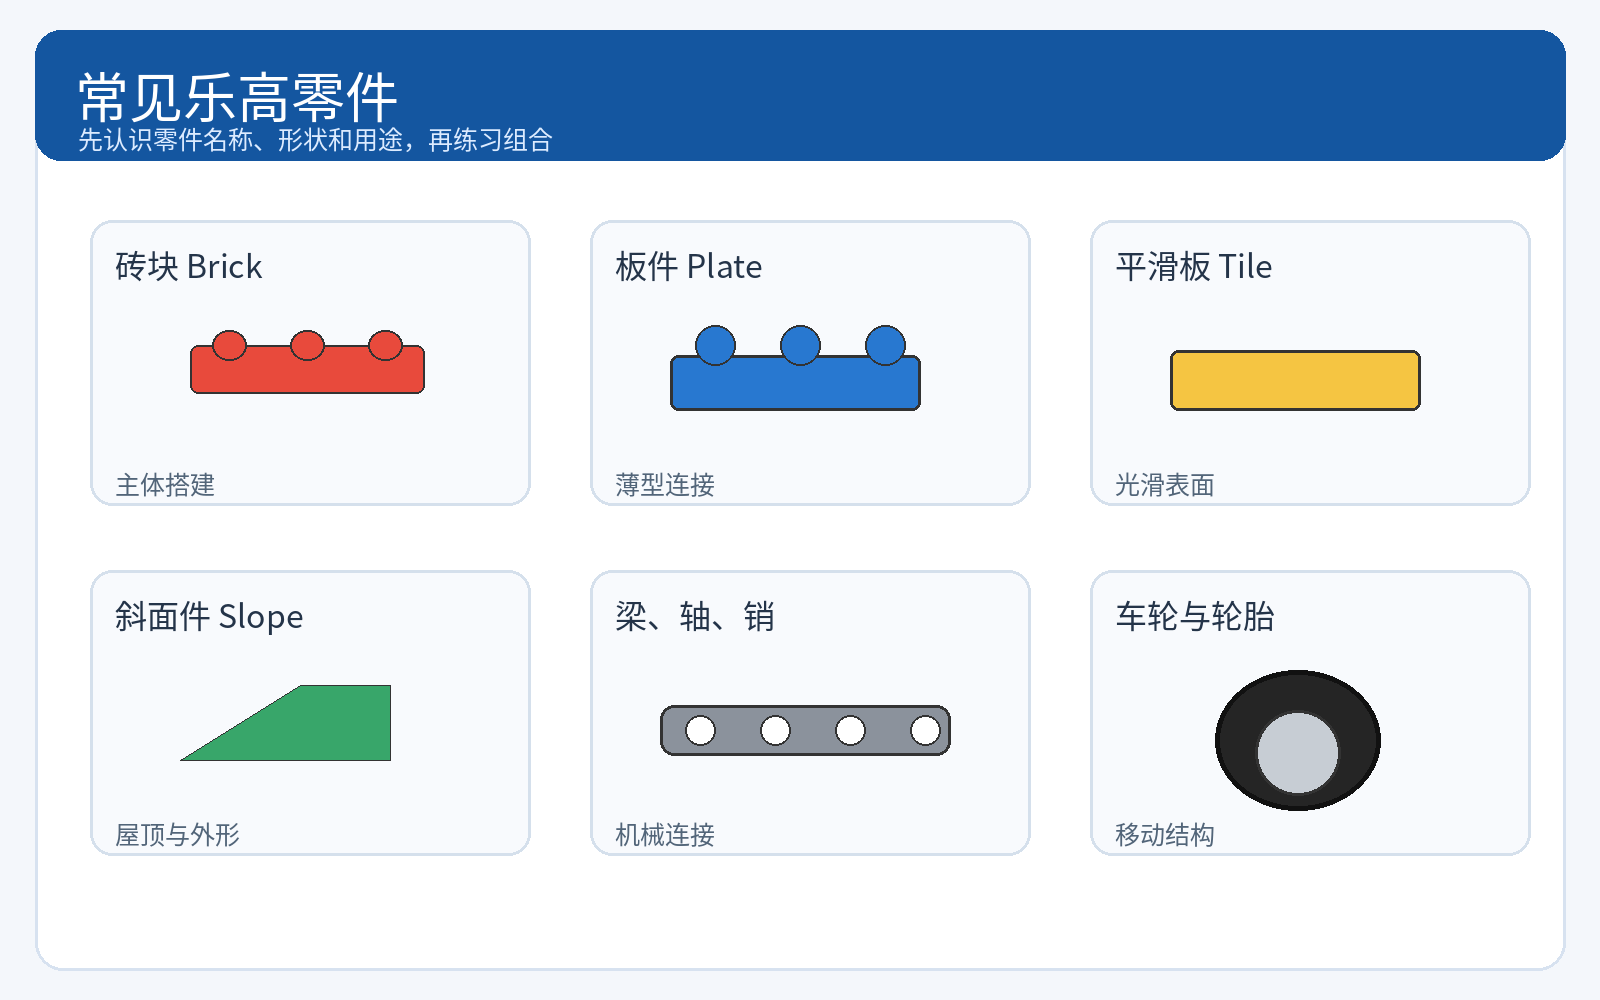 常见乐高零件
先认识零件名称、形状和用途，再练习组合
砖块 Brick
板件 Plate
平滑板 Tile
主体搭建
薄型连接
光滑表面
斜面件 Slope
梁、轴、销
车轮与轮胎
屋顶与外形
机械连接
移动结构